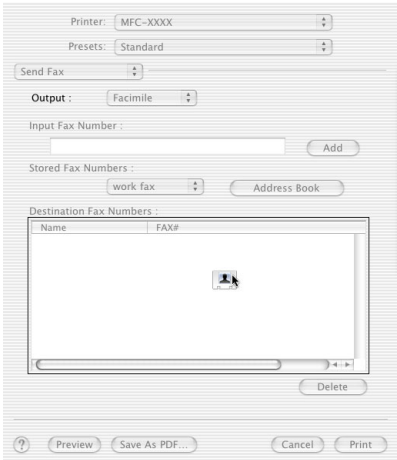 Printer: MFC-XXXX
Presets: Standard
Send Fax
Output : Facimile
Input Fax Number :
Add
Stored Fax Numbers :
work fax Address Book
Destination Fax Numbers :
Name FAX#
Delete
? Preview Save As PDF... Cancel Print